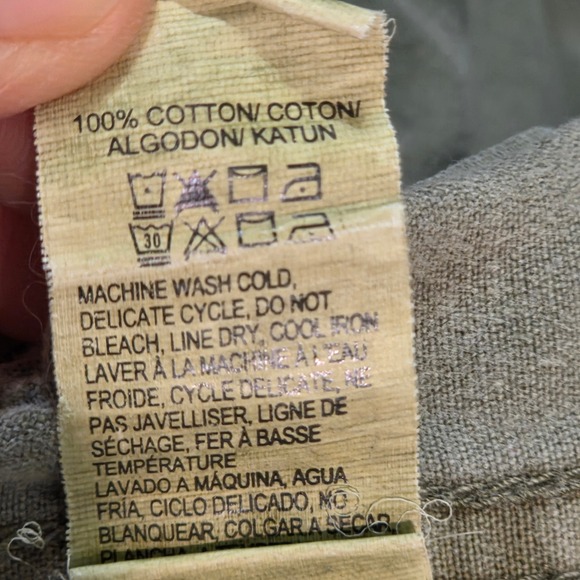 100% COTTON/ COTON/
ALGODON/ KATUN
30
MACHINE WASH COLD,
DELICATE CYCLE, DO NOT
BLEACH, LINE DRY, COOL IRON
LAVER À LA MACHINE À L'EAU
FROIDE, CYCLE DELICATE, NE
PAS JAVELLISER, LIGNE DE
SÉCHAGE, FER À BASSE
TEMPÉRATURE
LAVADO A MÁQUINA, AGUA
FRÍA, CICLO DELICADO, NO
BLANQUEAR, COLGAR A SECAR,
PLANCHA A